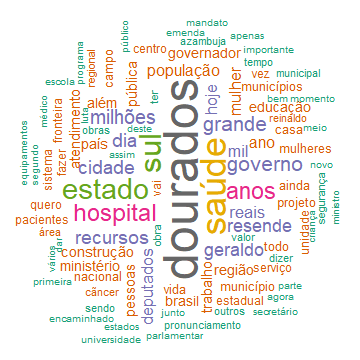 mandato
público
emenda
azambuja
apenas
programa
regional
campo
centro
governador
importante
tempo
escola
pública
população
mulher
vez
municipal
médico
além
milhões
municípios
bem momento
fronteira
luta
obras
deste
hoje
educação
equipamentos
segundo
sistema
fazer
atendimento
país
dia
sul
dourados
saúde
grande
reinaldo
casa
meio
assim
ter
mil
ano
mulheres
cidade
governo
novo
estado
vai
anos
ainda
segurança
ministro
quero
hospital
reais
projeto
criança
pacientes
resende
unidade
área
dar
recursos
obra
valor
vários
construção
deputados
geraldo
todo
dizer
ministério
pessoas
região
serviço
primeira
nacional
vida
trabalho
município
parte
câncer
brasil
estadual
agora
sendo
junto
outros
secretário
encaminhado
estados
pronunciamento
universidade
parlamentar